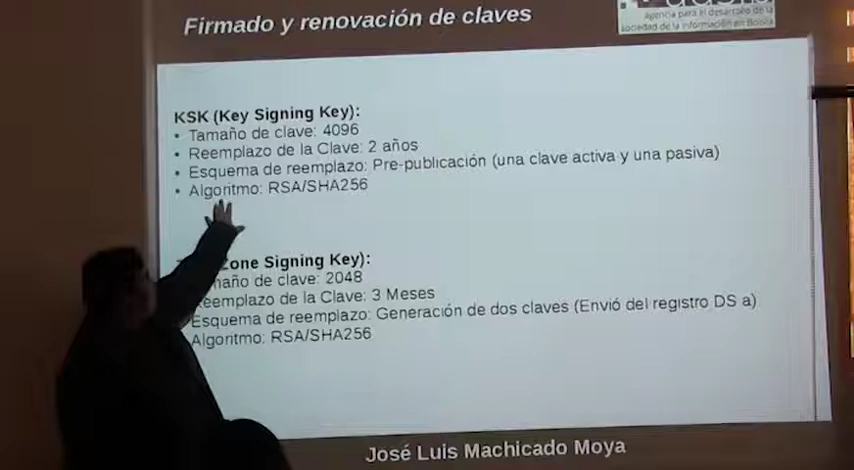 Firmado y renovación de claves
agencia para el desarrollo de la
sociedad de la información en Bolivia
KSK (Key Signing Key):
• Tamaño de clave: 4096
• Reemplazo de la Clave: 2 años
• Esquema de reemplazo: Pre-publicación (una clave activa y una pasiva)
• Algoritmo: RSA/SHA256
Zone Signing Key):
maño de clave: 2048
Reemplazo de la Clave: 3 Meses
Esquema de reemplazo: Generación de dos claves (Envió del registro DS a)
Algoritmo: RSA/SHA256
José Luis Machicado Moya